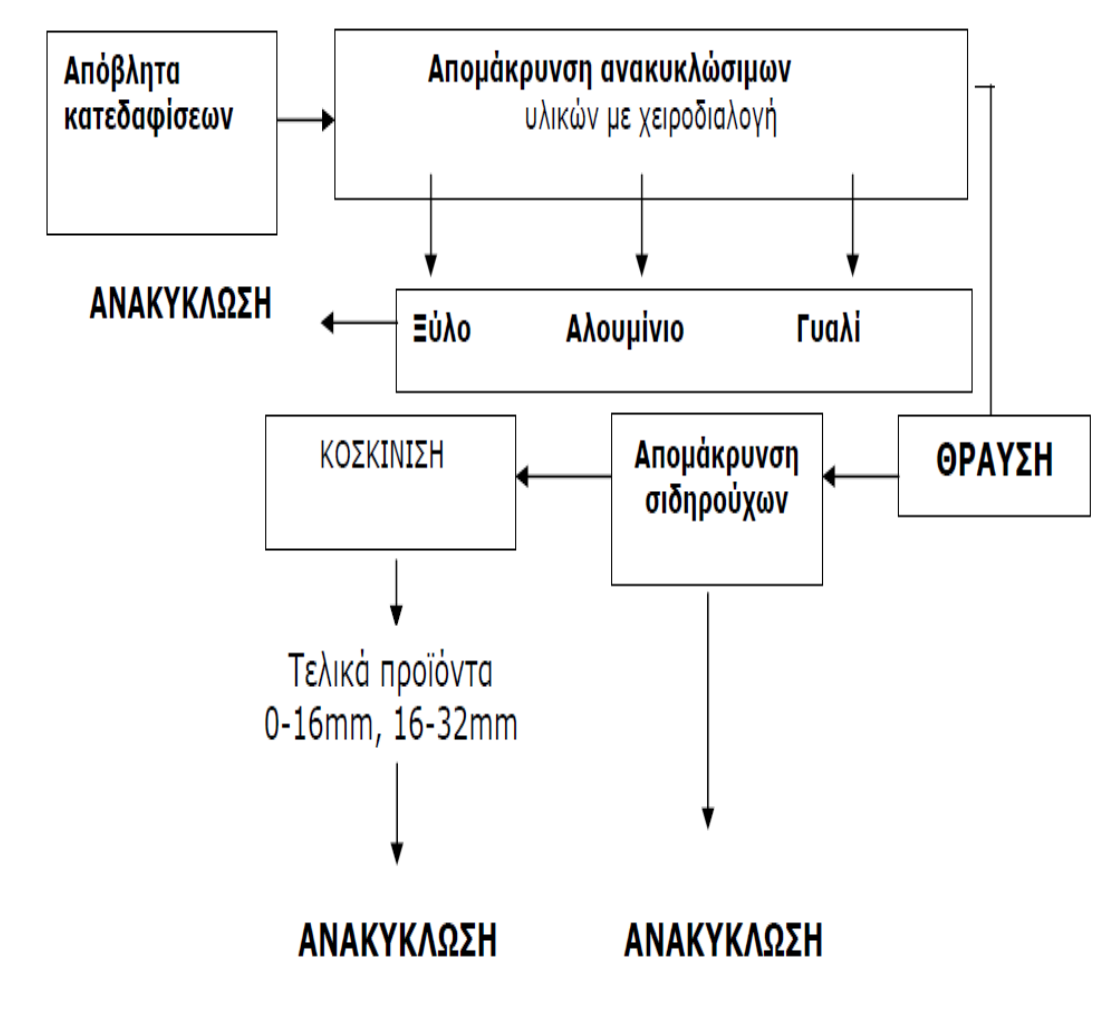 Απόβλητα
κατεδαφίσεων
Απομάκρυνση ανακυκλώσιμων
υλικών με χειροδιαλογή
ΑΝΑΚΥΚΛΩΣΗ
Ξύλο Αλουμίνιο Γυαλί
ΚΟΣΚΙΝΙΣΗ
Απομάκρυνση
σιδηρούχων
ΘΡΑΥΣΗ
Τελικά προϊόντα
0-16mm, 16-32mm
ΑΝΑΚΥΚΛΩΣΗ
ΑΝΑΚΥΚΛΩΣΗ